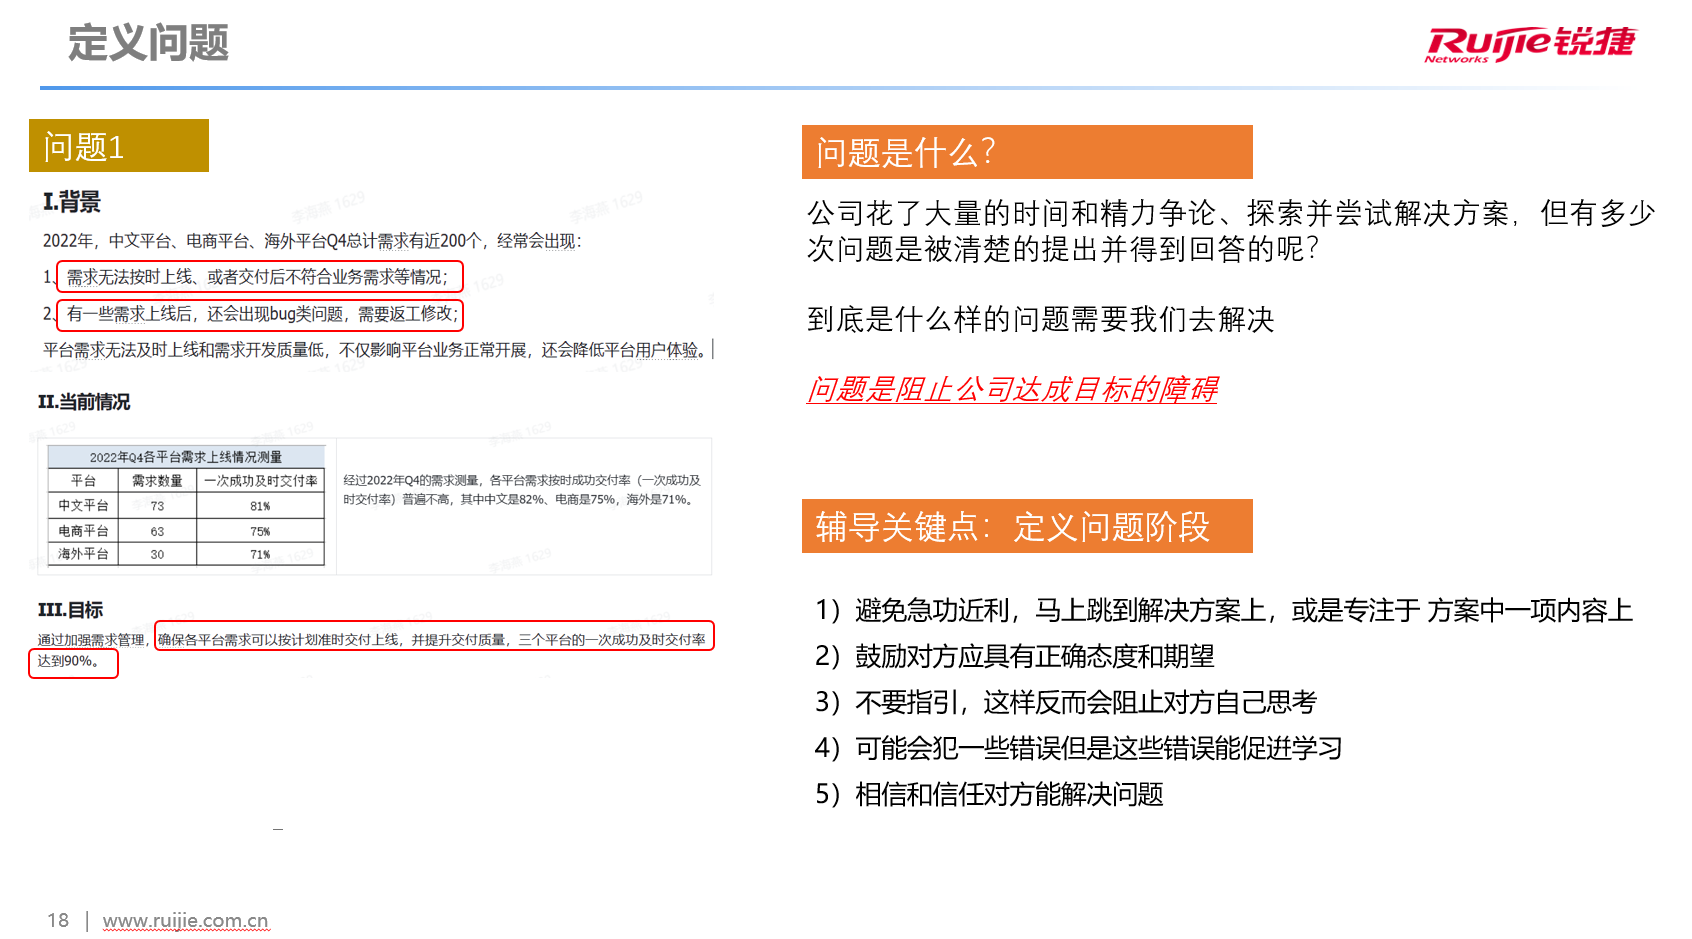 定义问题
Ruijie锐捷
Networks
问题1
I.背景
2022年，中文平台、电商平台、海外平台Q4总计需求有近200个，经常会出现：
1、需求无法按时上线、或者交付后不符合业务需求等情况；
2、有一些需求上线后，还会出现bug类问题，需要返工修改；
平台需求无法及时上线和需求开发质量低，不仅影响平台业务正常开展，还会降低平台用户体验。
II.当前情况
2022年Q4各平台需求上线情况测量
平台 需求数量 一次成功及时交付率
中文平台 73 81%
电商平台 63 75%
海外平台 30 71%
经过2022年Q4的需求测量，各平台需求按时成功交付率（一次成功及
时交付率）普遍不高，其中中文是82%、电商是75%，海外是71%。
III.目标
通过加强需求管理，确保各平台需求可以按计划准时交付上线，并提升交付质量，三个平台的一次成功及时交付率
达到90%。
问题是什么？
公司花了大量的时间和精力争论、探索并尝试解决方案，但有多少
次问题是被清楚的提出并得到回答的呢？
到底是什么样的问题需要我们去解决
问题是阻止公司达成目标的障碍
辅导关键点：定义问题阶段
1）避免急功近利，马上跳到解决方案上，或是专注于 方案中一项内容上
2）鼓励对方应具有正确态度和期望
3）不要指引，这样反而会阻止对方自己思考
4）可能会犯一些错误但是这些错误能促进学习
5）相信和信任对方能解决问题
18 | www.ruijie.com.cn
李海燕 1629